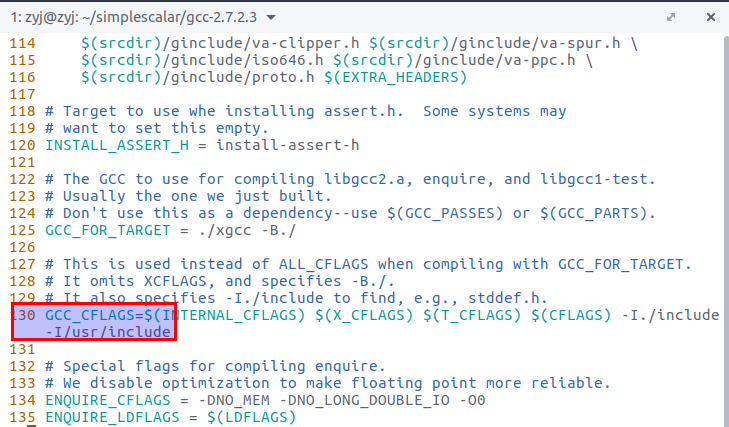 1: zyj@zyj: ~/simplescalar/gcc-2.7.2.3
114     $(srcdir)/ginclude/va-clipper.h $(srcdir)/ginclude/va-spur.h \
115     $(srcdir)/ginclude/iso646.h $(srcdir)/ginclude/va-ppc.h \
116     $(srcdir)/ginclude/proto.h $(EXTRA_HEADERS)
117
118 # Target to use whe installing assert.h.  Some systems may
119 # want to set this empty.
120 INSTALL_ASSERT_H = install-assert-h
121
122 # The GCC to use for compiling libgcc2.a, enquire, and libgcc1-test.
123 # Usually the one we just built.
124 # Don't use this as a dependency--use $(GCC_PASSES) or $(GCC_PARTS).
125 GCC_FOR_TARGET = ./xgcc -B./
126
127 # This is used instead of ALL_CFLAGS when compiling with GCC_FOR_TARGET.
128 # It omits XCFLAGS, and specifies -B./.
129 # It also specifies -I./include to find, e.g., stddef.h.
130 GCC_CFLAGS=$(INTERNAL_CFLAGS) $(X_CFLAGS) $(T_CFLAGS) $(CFLAGS) -I./include
-I/usr/include
131
132 # Special flags for compiling enquire.
133 # We disable optimization to make floating point more reliable.
134 ENQUIRE_CFLAGS = -DNO_MEM -DNO_LONG_DOUBLE_IO -O0
135 ENQUIRE_LDFLAGS = $(LDFLAGS)